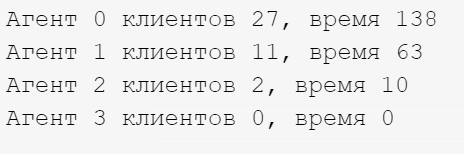 Агент 0 клиентов 27, время 138
Агент 1 клиентов 11, время 63
Агент 2 клиентов 2, время 10
Агент 3 клиентов 0, время 0